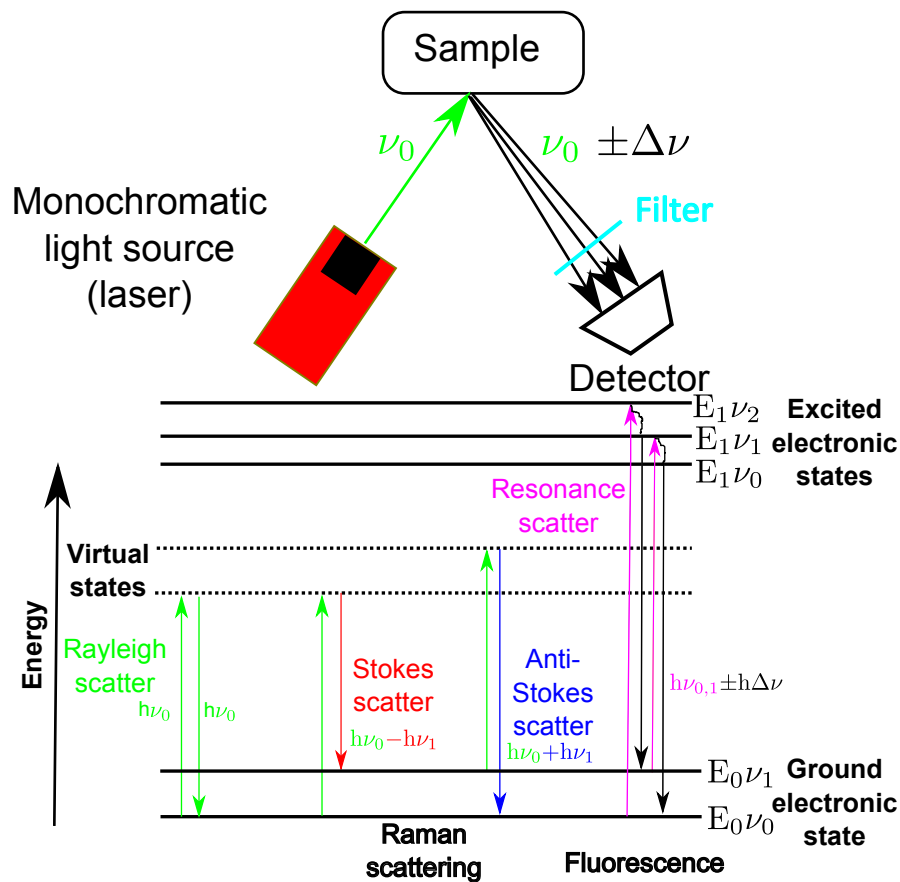 Sample
ν₀
ν₀ ±Δν
Monochromatic
light source
(laser)
Filter
Detector
E₁ν₂
E₁ν₁
E₁ν₀
Excited
electronic
states
Resonance
scatter
Virtual
states
Energy
Rayleigh
scatter
hν₀
hν₀
Stokes
scatter
hν₀−hν₁
Anti-
Stokes
scatter
hν₀+hν₁
hν₀,₁±hΔν
E₀ν₁
E₀ν₀
Ground
electronic
state
Raman
scattering
Fluorescence